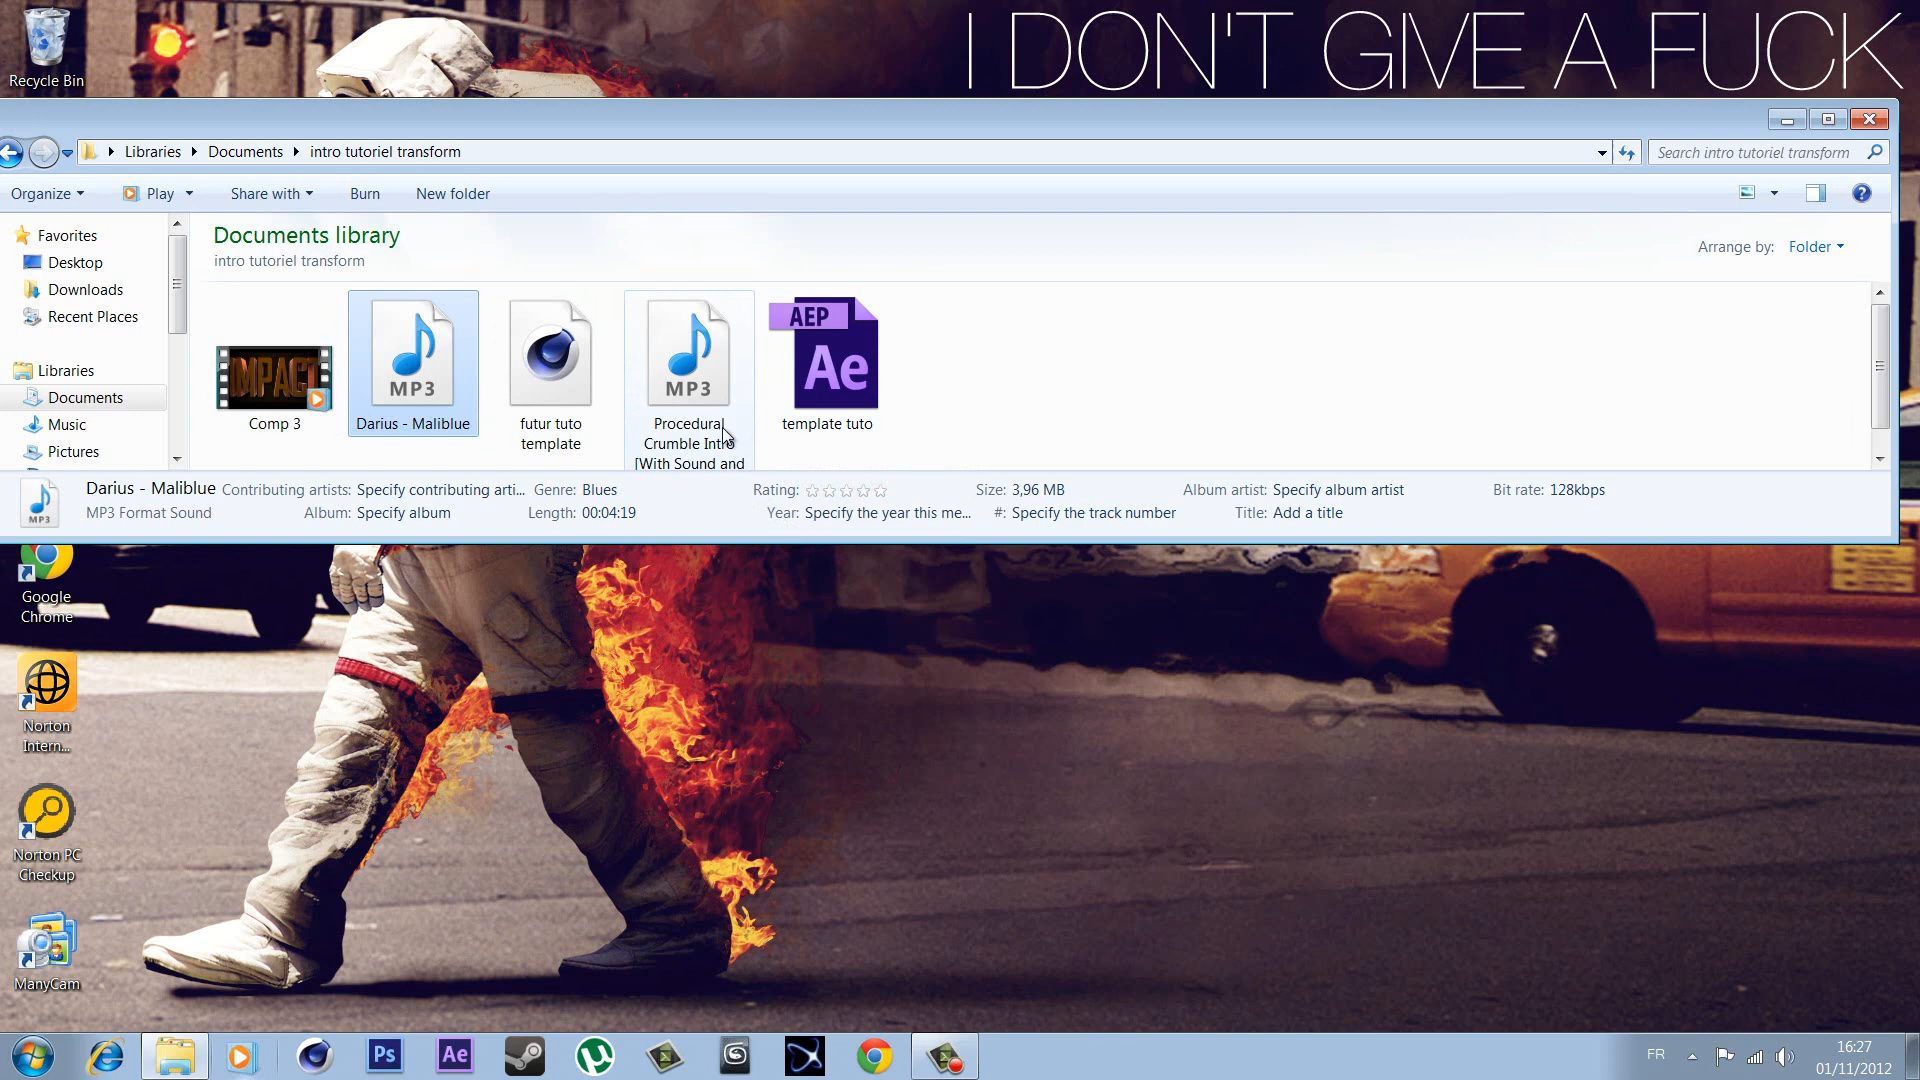 I DON'T GIVE A FUCK
Recycle Bin
Libraries Documents intro tutoriel transform
Search intro tutoriel transform
Organize Play Share with Burn New folder
Favorites
Desktop
Downloads
Recent Places
Libraries
Documents
Music
Pictures
Documents library
intro tutoriel transform
Arrange by: Folder
IMPACT
Comp 3
MP3
Darius - Maliblue
futur tuto
template
MP3
Procedural
Crumble Intro
[With Sound and
AEP
Ae
template tuto
MP3
Darius - Maliblue Contributing artists: Specify contributing arti... Genre: Blues Rating: Size: 3,96 MB Album artist: Specify album artist Bit rate: 128kbps
MP3 Format Sound Album: Specify album Length: 00:04:19 Year: Specify the year this me... #: Specify the track number Title: Add a title
Google
Chrome
Norton
Intern...
Norton PC
Checkup
ManyCam
Ps
Ae
FR
16:27
01/11/2012